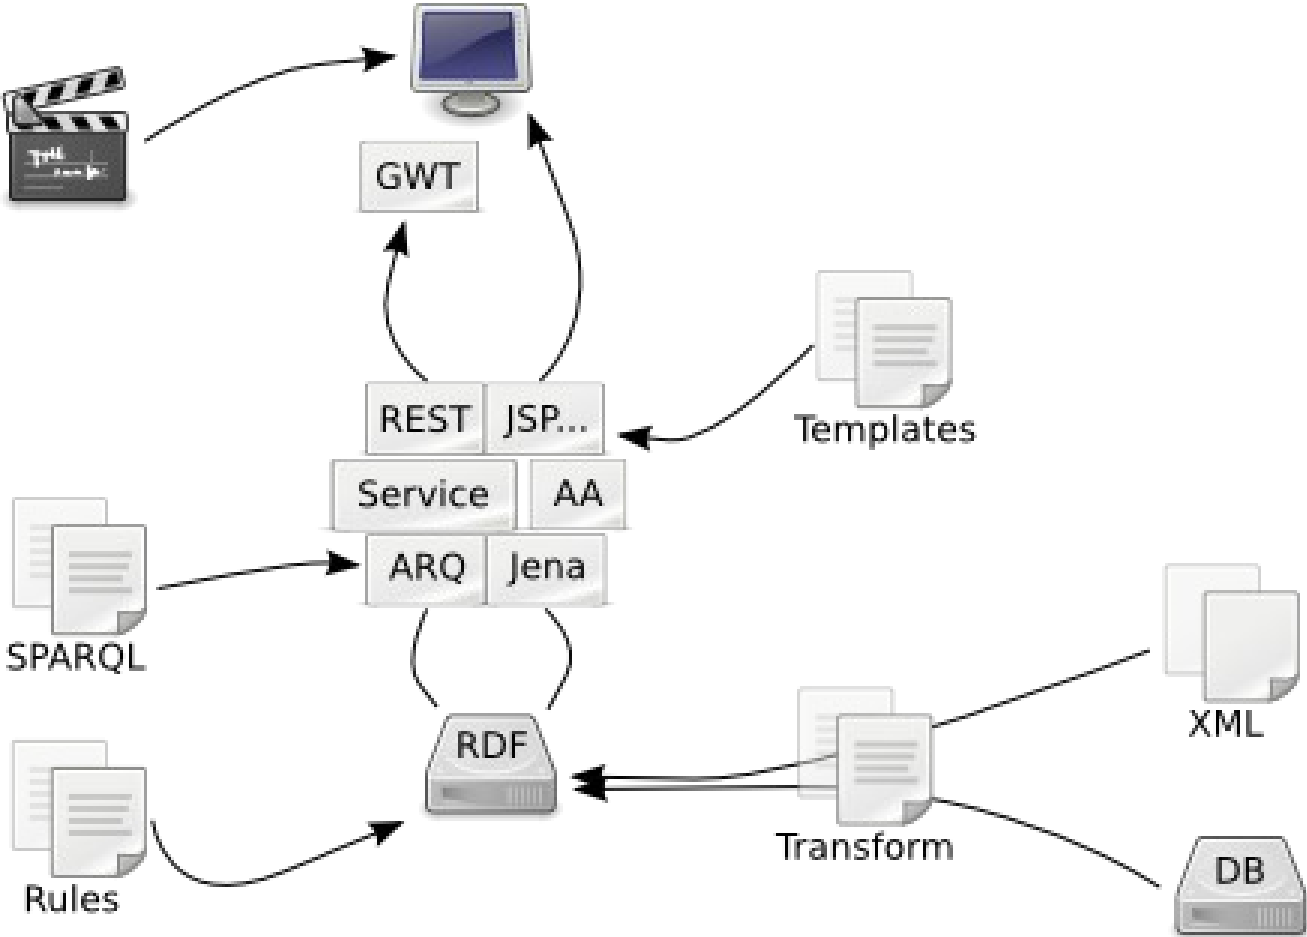 GWT
REST JSP...
Templates
Service AA
ARQ Jena
SPARQL
RDF
XML
Transform
Rules
DB